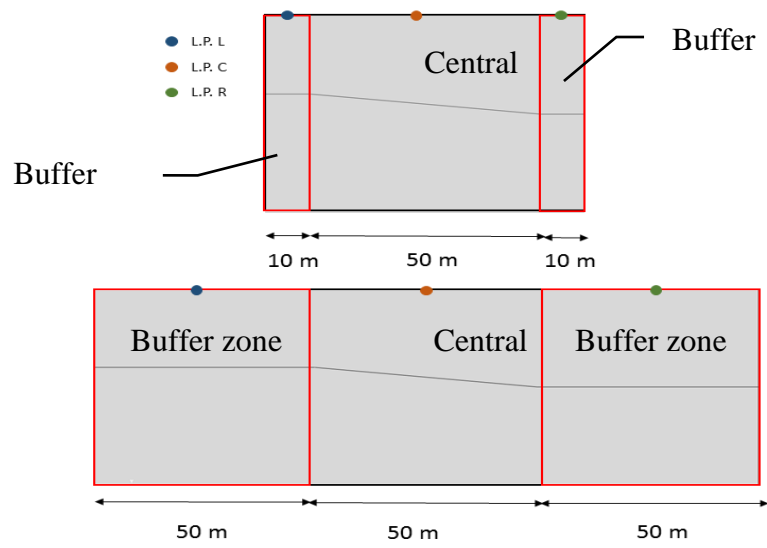 L.P. L
L.P. C
L.P. R
Central
Buffer
Buffer
10 m
50 m
10 m
Buffer zone
Central
Buffer zone
50 m
50 m
50 m